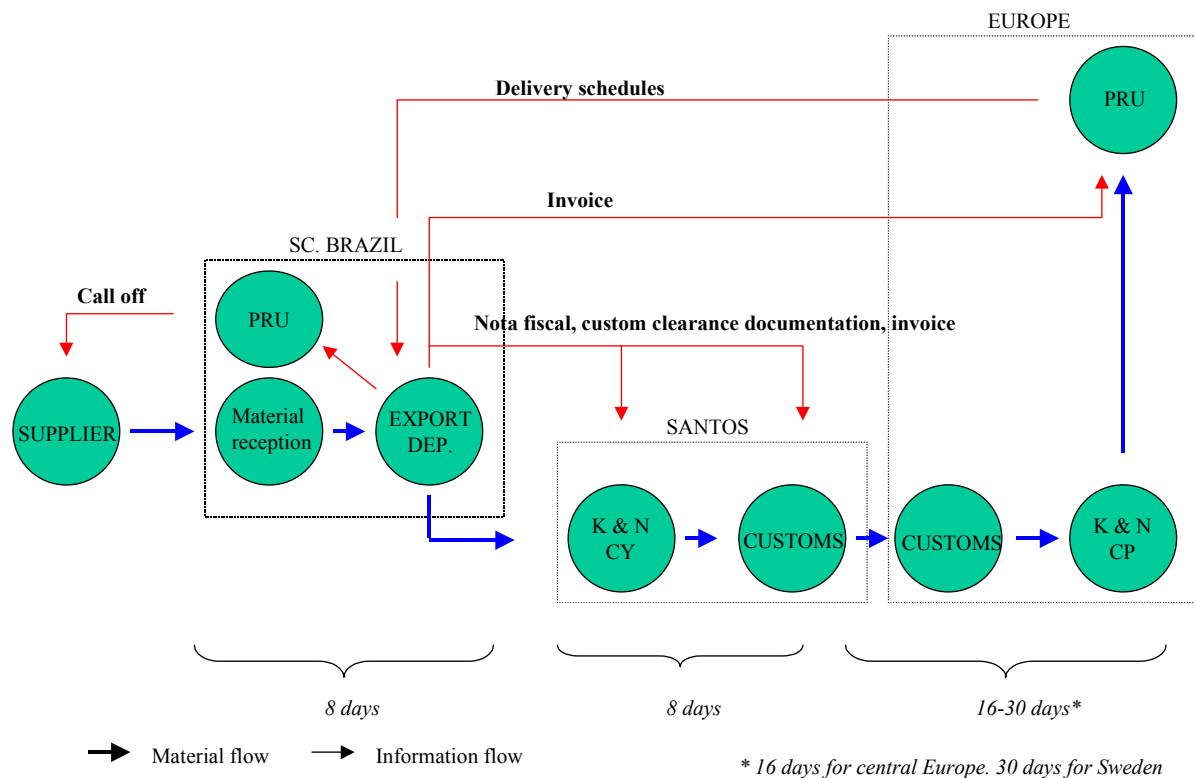 EUROPE
Delivery schedules
PRU
Invoice
SC. BRAZIL
Call off
PRU
Nota fiscal, custom clearance documentation, invoice
SUPPLIER
Material
reception
EXPORT
DEP.
SANTOS
K & N
CY
CUSTOMS
CUSTOMS
K & N
CP
8 days
8 days
16-30 days*
Material flow
Information flow
* 16 days for central Europe. 30 days for Sweden